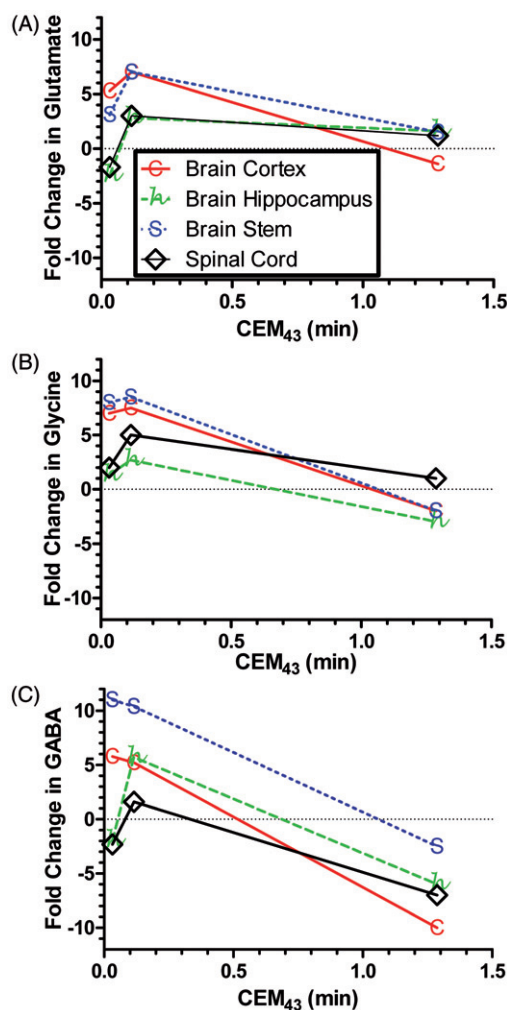 (A)
Fold Change in Glutamate
10
5
0
-5
-10
C Brain Cortex
h Brain Hippocampus
S Brain Stem
Spinal Cord
0.0 0.5 1.0 1.5
CEM43 (min)
(B)
Fold Change in Glycine
10
5
0
-5
-10
0.0 0.5 1.0 1.5
CEM43 (min)
(C)
Fold Change in GABA
10
5
0
-5
-10
0.0 0.5 1.0 1.5
CEM43 (min)